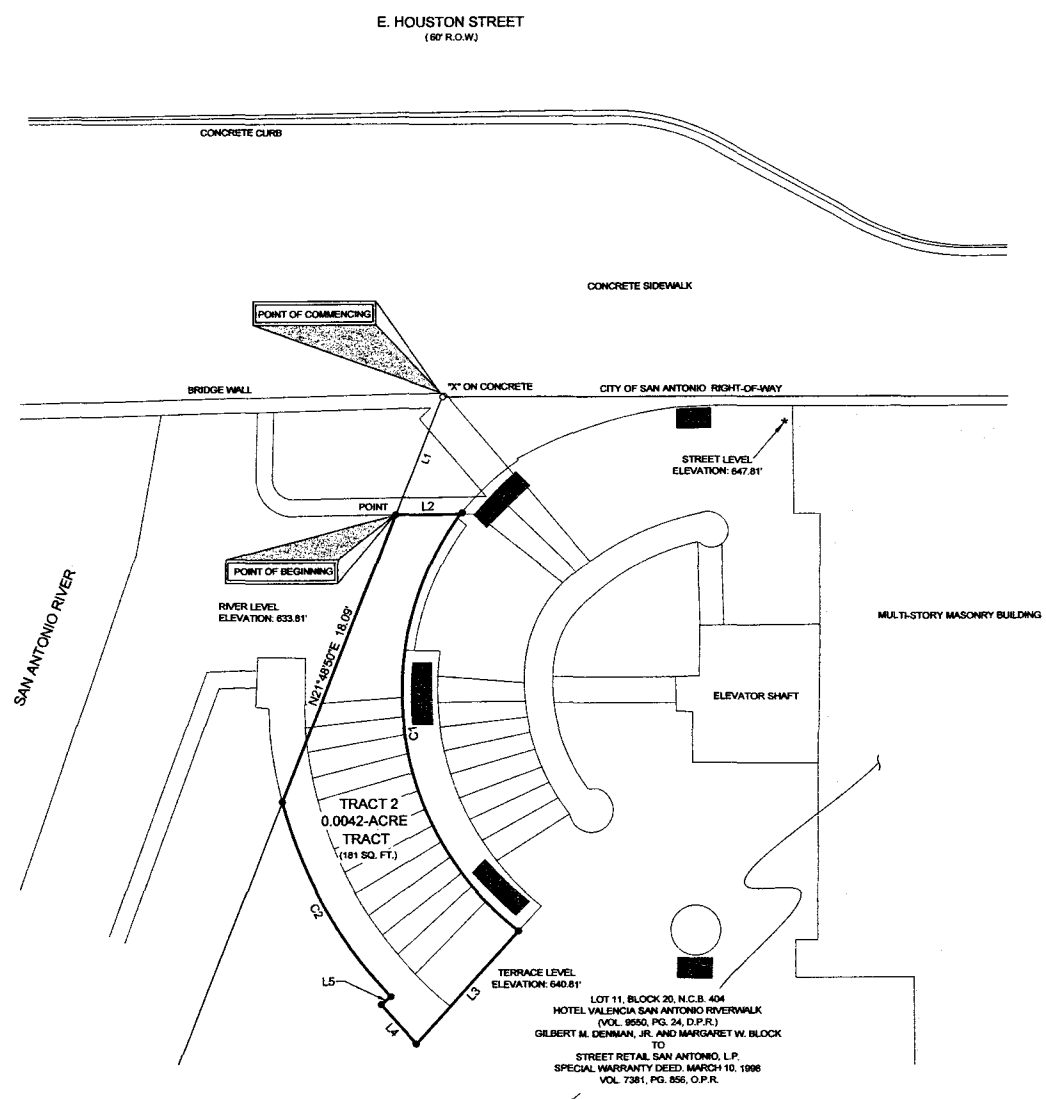 E. HOUSTON STREET
( 60' R.O.W.)
CONCRETE CURB
CONCRETE SIDEWALK
POINT OF COMMENCING
BRIDGE WALL
"X" ON CONCRETE
CITY OF SAN ANTONIO RIGHT-OF-WAY
L1
STREET LEVEL
ELEVATION: 647.81'
POINT
L2
POINT OF BEGINNING
RIVER LEVEL
ELEVATION: 633.81'
SAN ANTONIO RIVER
N21°48'50"E 18.09'
MULTI-STORY MASONRY BUILDING
ELEVATOR SHAFT
C1
TRACT 2
0.0042-ACRE
TRACT
(181 SQ. FT.)
C2
L5
L4
L3
TERRACE LEVEL
ELEVATION: 640.81'
LOT 11, BLOCK 20, N.C.B. 404
HOTEL VALENCIA SAN ANTONIO RIVERWALK
(VOL. 9550, PG. 24, D.P.R.)
GILBERT M. DENMAN, JR. AND MARGARET W. BLOCK
TO
STREET RETAIL SAN ANTONIO, L.P.
SPECIAL WARRANTY DEED. MARCH 10, 1998
VOL. 7381, PG. 856, O.P.R.